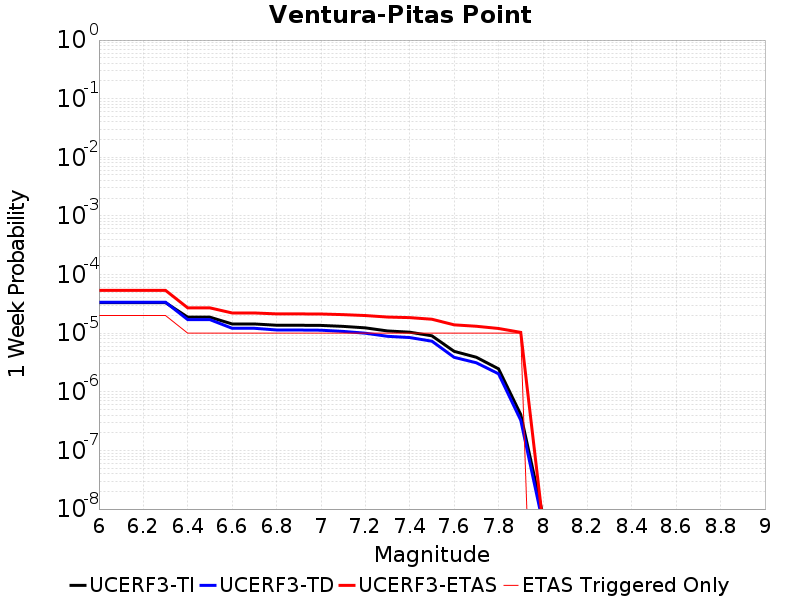 Ventura-Pitas Point
1 Week Probability
10^0
10^-1
10^-2
10^-3
10^-4
10^-5
10^-6
10^-7
10^-8
6 6.2 6.4 6.6 6.8 7 7.2 7.4 7.6 7.8 8 8.2 8.4 8.6 8.8 9
Magnitude
UCERF3-TI UCERF3-TD UCERF3-ETAS ETAS Triggered Only